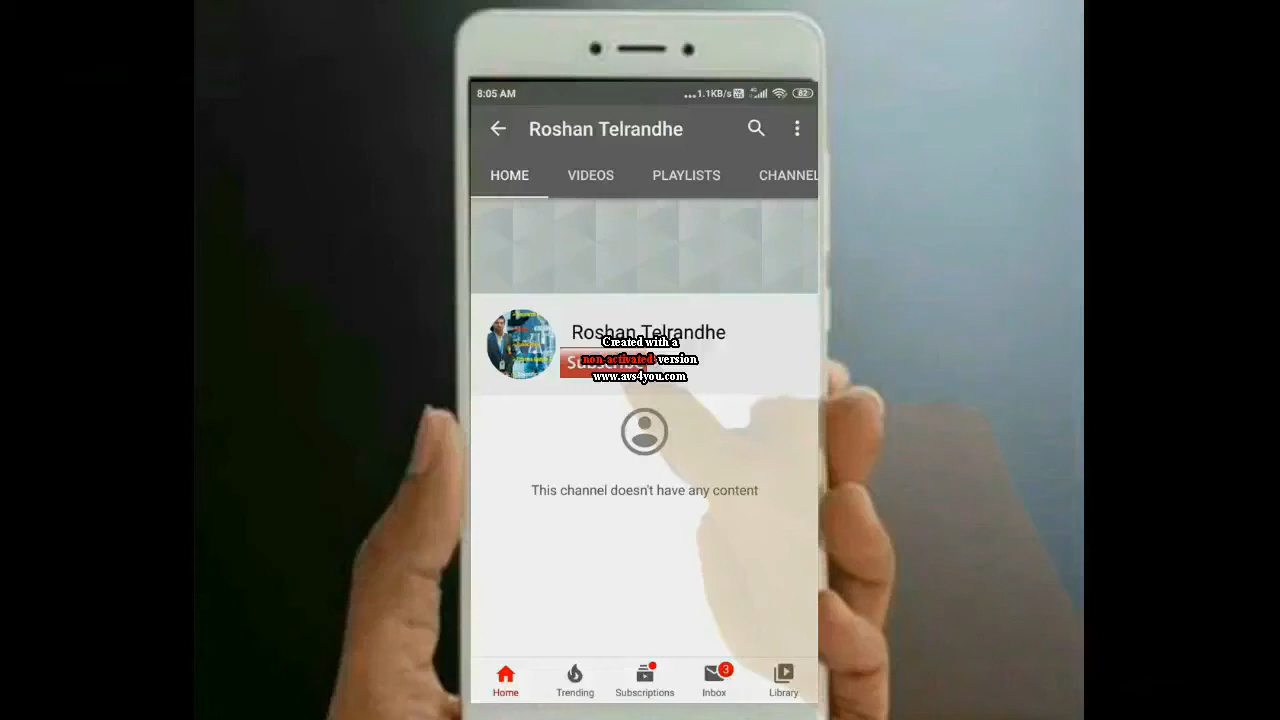 8:05 AM ...1.1KB/s 82
Roshan Telrandhe
HOME VIDEOS PLAYLISTS CHANNEL
Roshan Telrandhe
Created with a
non-activated version
www.avs4you.com
Subscribe
This channel doesn't have any content
Home Trending Subscriptions Inbox 3 Library